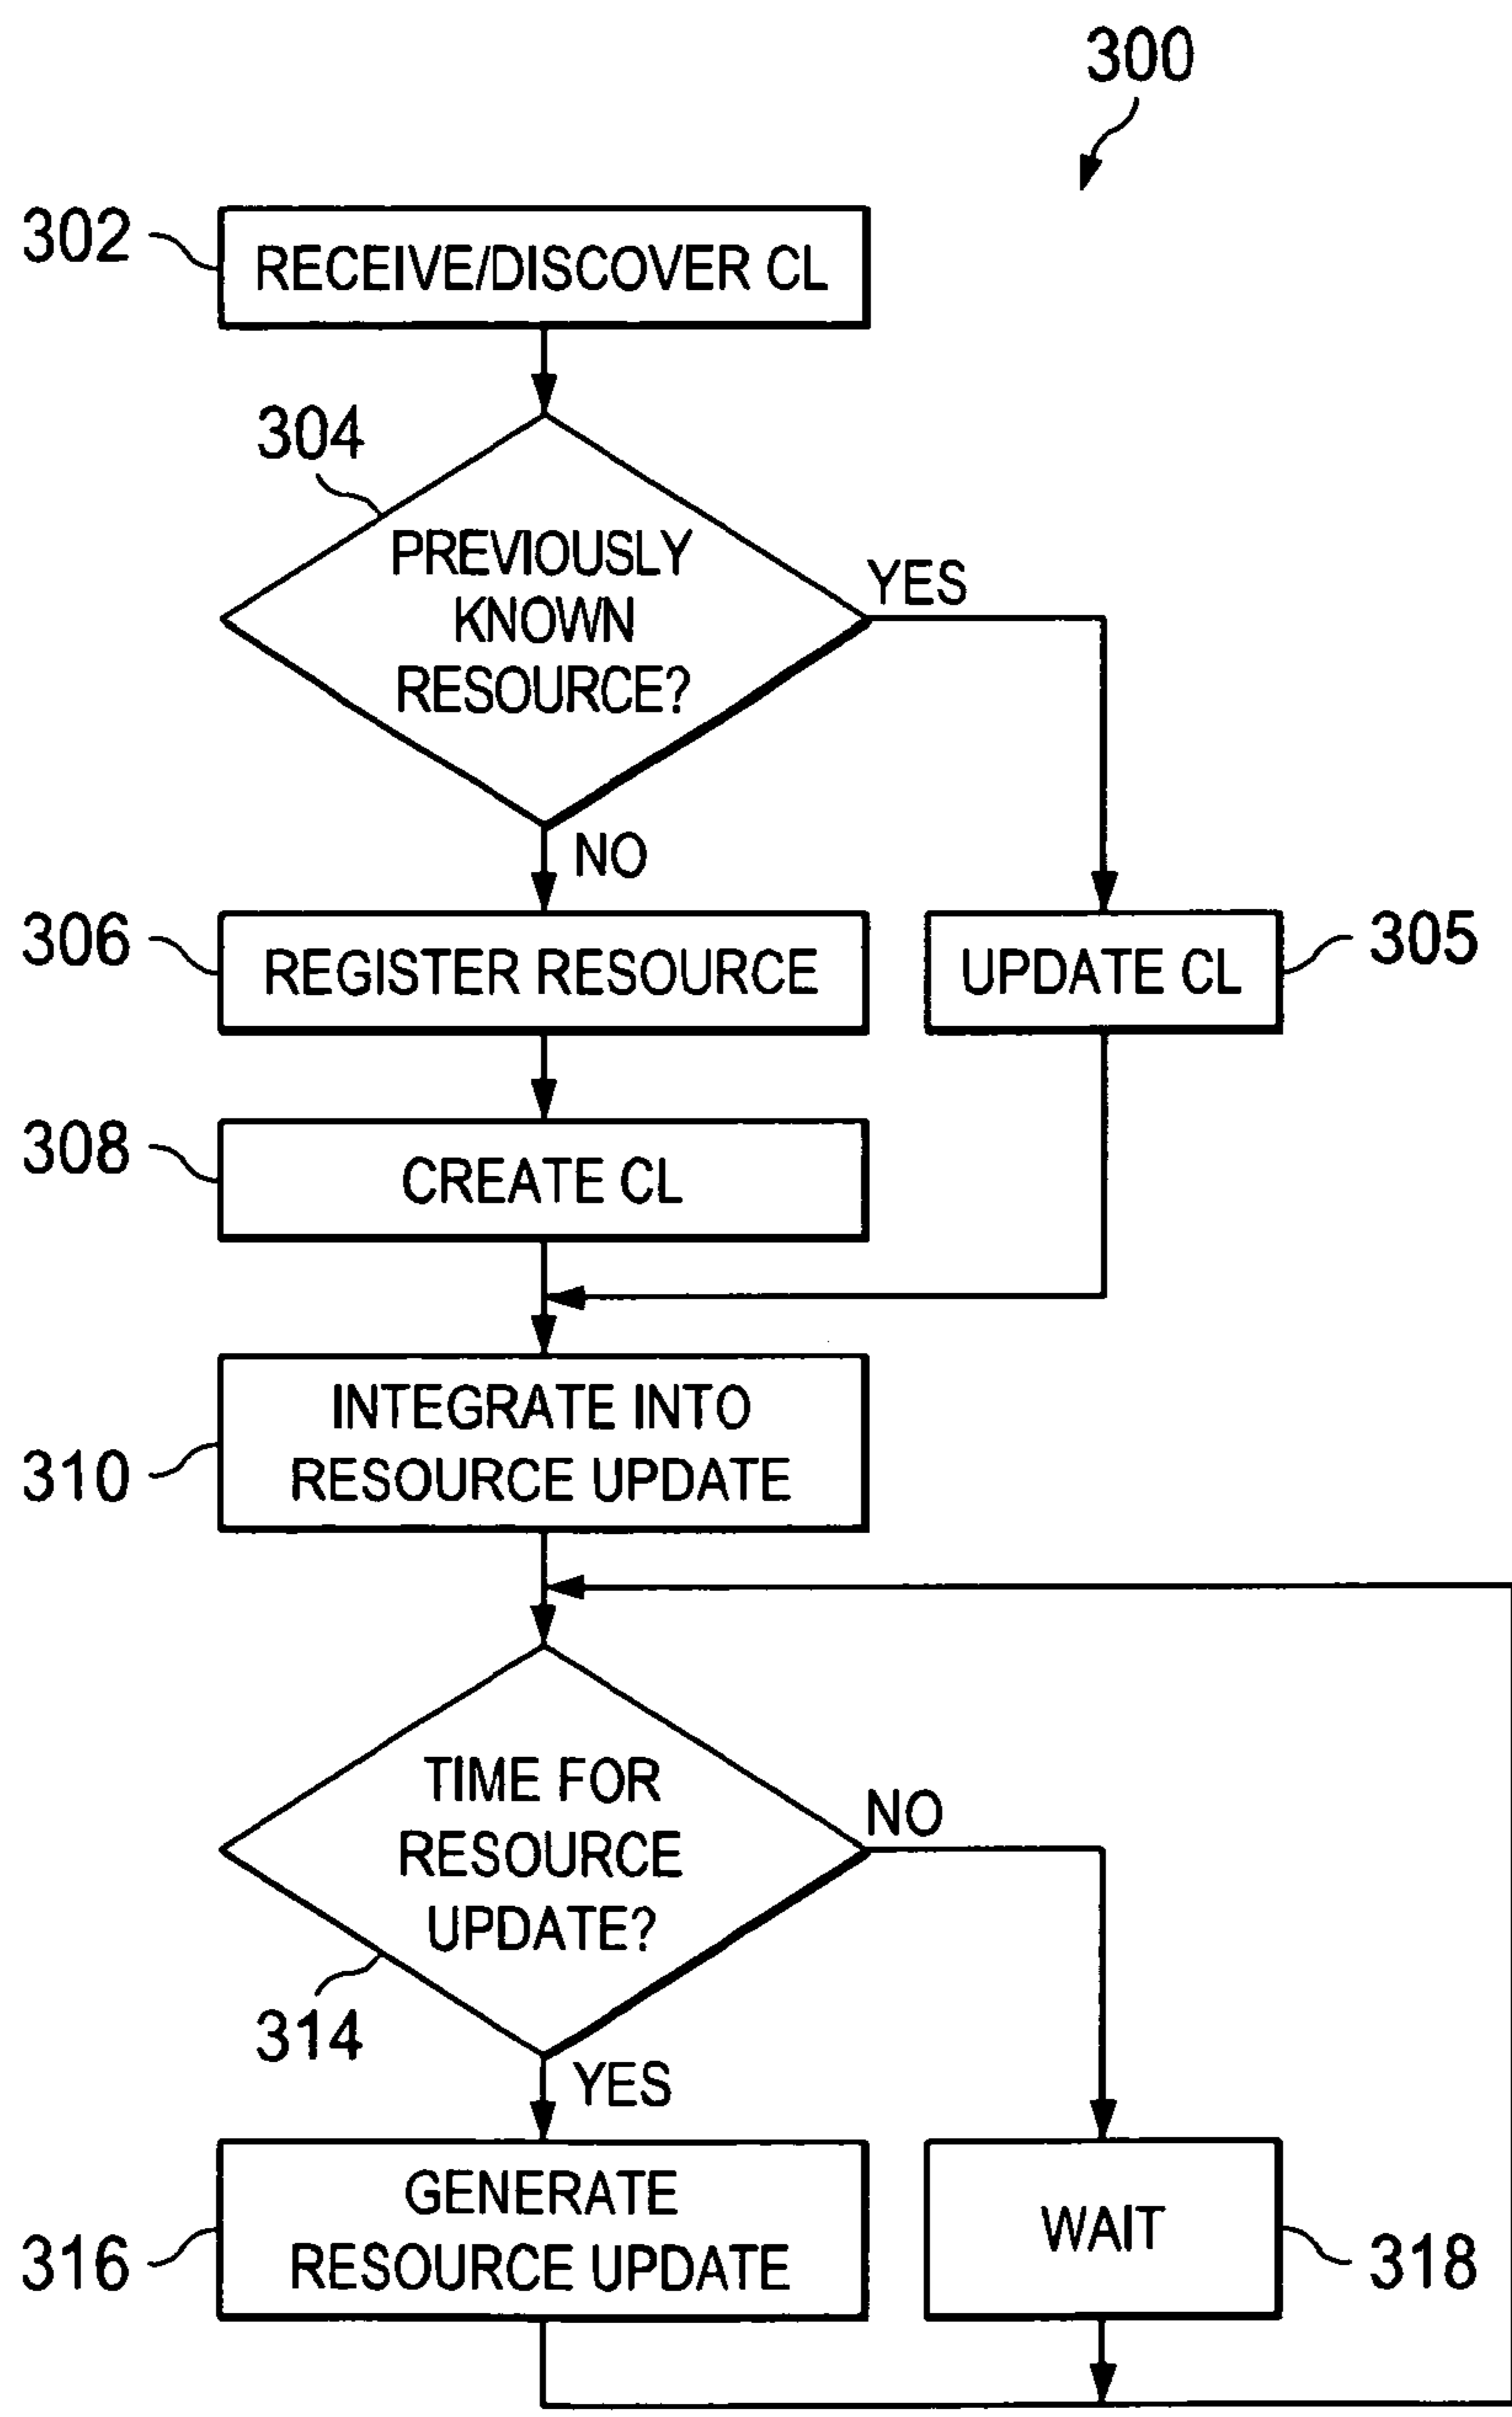 300
302
RECEIVE/DISCOVER CL
304
PREVIOUSLY
KNOWN
RESOURCE?
YES
NO
306
REGISTER RESOURCE
UPDATE CL
305
308
CREATE CL
310
INTEGRATE INTO
RESOURCE UPDATE
TIME FOR
RESOURCE
UPDATE?
NO
314
YES
316
GENERATE
RESOURCE UPDATE
WAIT
318